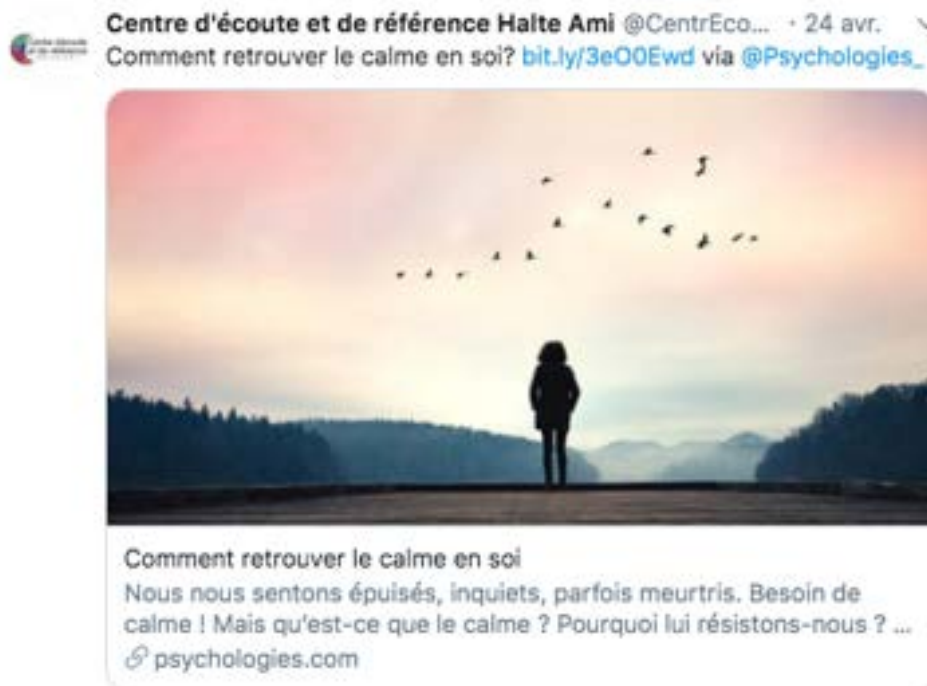 Centre d'écoute et de référence Halte Ami @CentrEco... · 24 avr.
Comment retrouver le calme en soi? bit.ly/3eO0Ewd via @Psychologies_
Comment retrouver le calme en soi
Nous nous sentons épuisés, inquiets, parfois meurtris. Besoin de
calme ! Mais qu'est-ce que le calme ? Pourquoi lui résistons-nous ? ...
psychologies.com